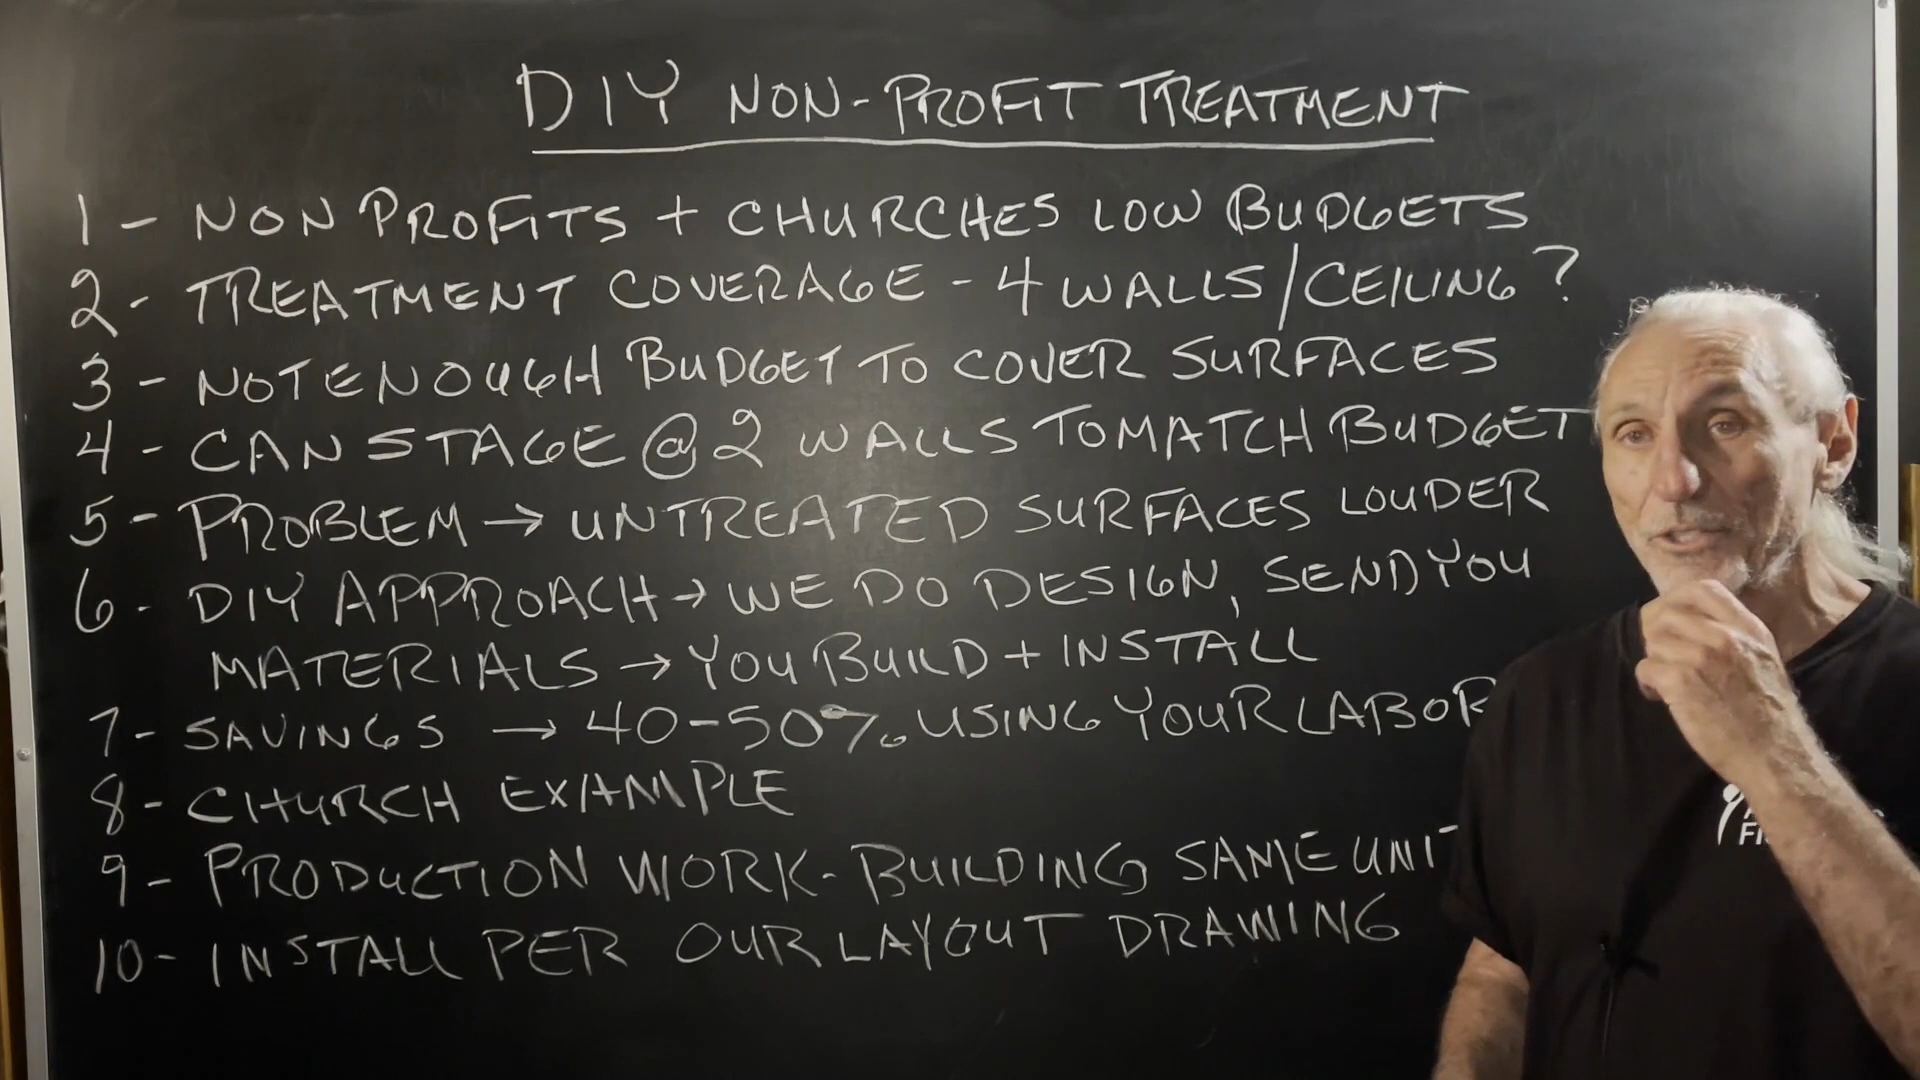 DIY NON-PROFIT TREATMENT
1 - NON PROFITS + CHURCHES LOW BUDGETS
2 - TREATMENT COVERAGE - 4 WALLS/CEILING?
3 - NOT ENOUGH BUDGET TO COVER SURFACES
4 - CAN STAGE @ 2 WALLS TO MATCH BUDGET
5 - PROBLEM → UNTREATED SURFACES LOUDER
6 - DIY APPROACH → WE DO DESIGN, SEND YOU
MATERIALS → YOU BUILD + INSTALL
7 - SAVINGS → 40-50% USING YOUR LABOR
8 - CHURCH EXAMPLE
9 - PRODUCTION WORK - BUILDING SAME UNIT
10 - INSTALL PER OUR LAYOUT DRAWING